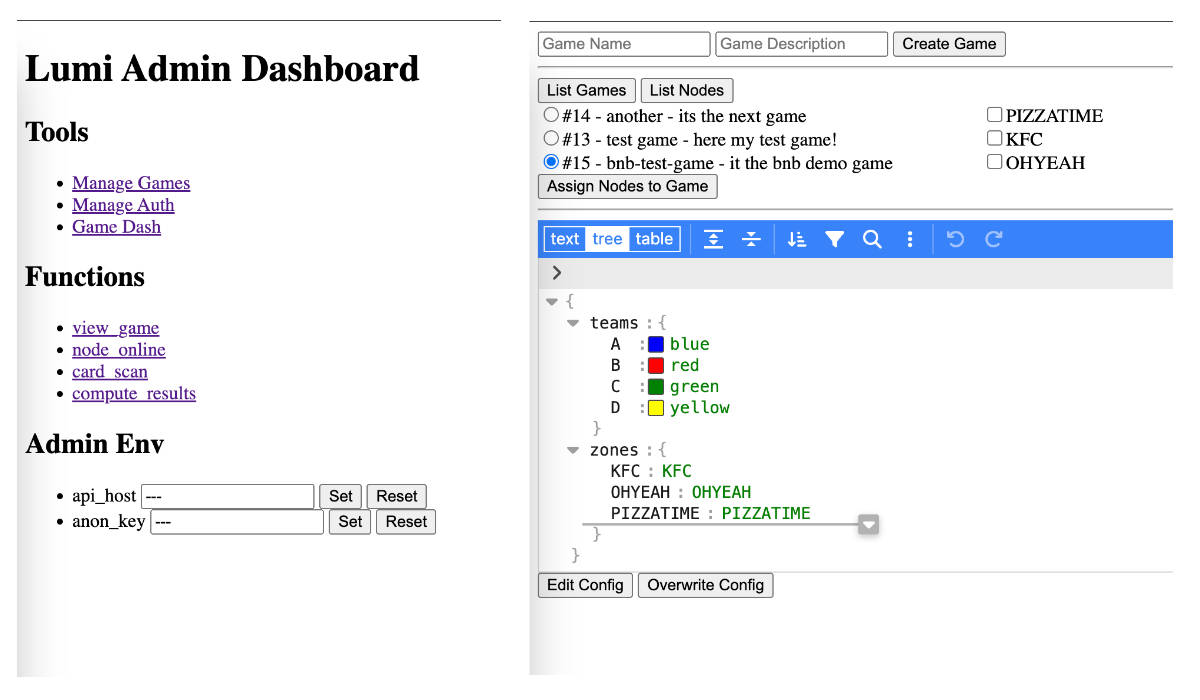 Lumi Admin Dashboard
Tools
Manage Games
Manage Auth
Game Dash
Functions
view_game
node_online
card_scan
compute_results
Admin Env
api_host --- Set Reset
anon_key --- Set Reset
Game Name Game Description Create Game
List Games List Nodes
#14 - another - its the next game PIZZATIME
#13 - test game - here my test game! KFC
#15 - bnb-test-game - it the bnb demo game OHYEAH
Assign Nodes to Game
text tree table
{
teams : {
A : blue
B : red
C : green
D : yellow
}
zones : {
KFC : KFC
OHYEAH : OHYEAH
PIZZATIME : PIZZATIME
}
}
Edit Config Overwrite Config